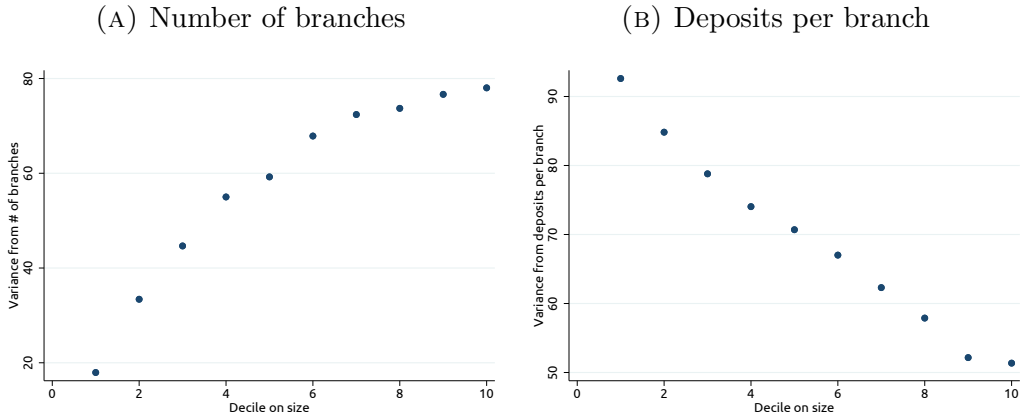 (A) Number of branches
Variance from # of branches
80
60
40
20
0 2 4 6 8 10
Decile on size
(B) Deposits per branch
Variance from deposits per branch
90
80
70
60
50
0 2 4 6 8 10
Decile on size